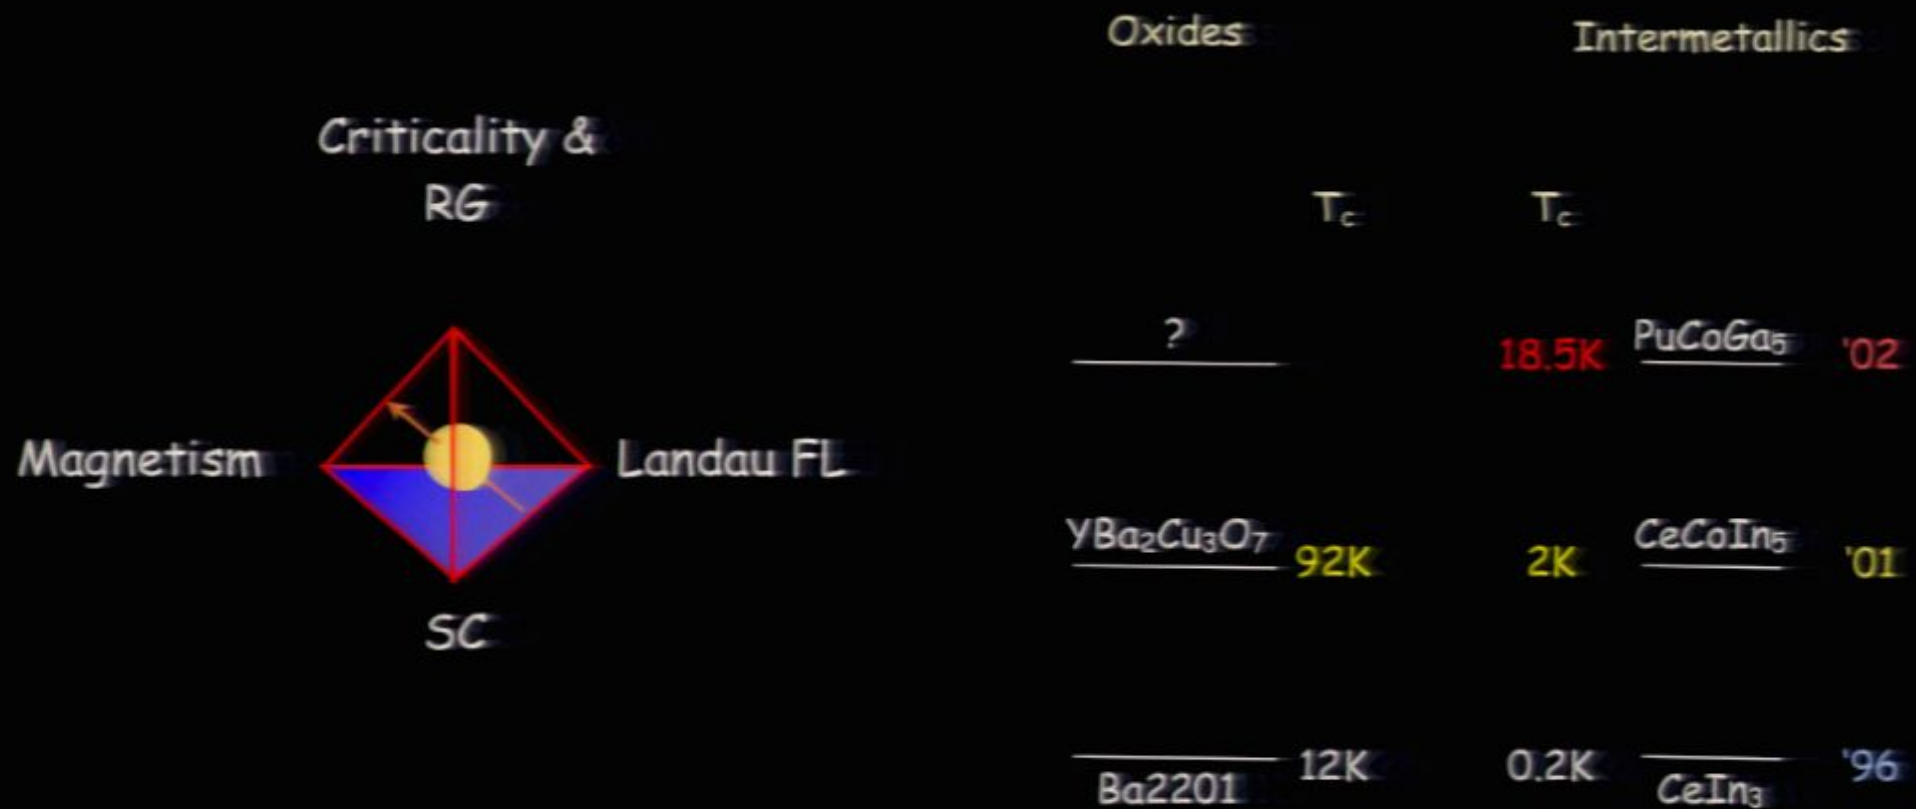 Criticality &
RG
Magnetism
Landau FL
SC
Oxides
Intermetallics
Tc
Tc
?
18.5K
PuCoGa5
'02
YBa2Cu3O7
92K
2K
CeCoIn5
'01
Ba2201
12K
0.2K
CeIn3
'96